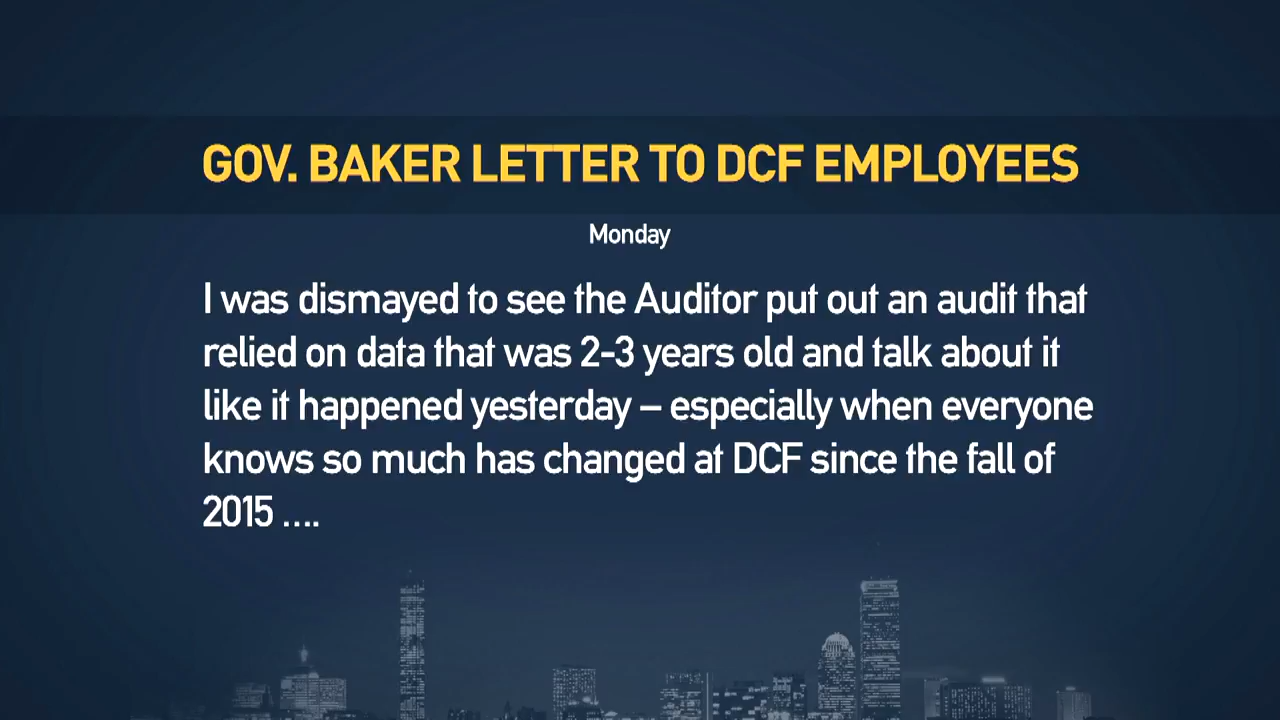 GOV. BAKER LETTER TO DCF EMPLOYEES
Monday
I was dismayed to see the Auditor put out an audit that
relied on data that was 2-3 years old and talk about it
like it happened yesterday – especially when everyone
knows so much has changed at DCF since the fall of
2015 ....